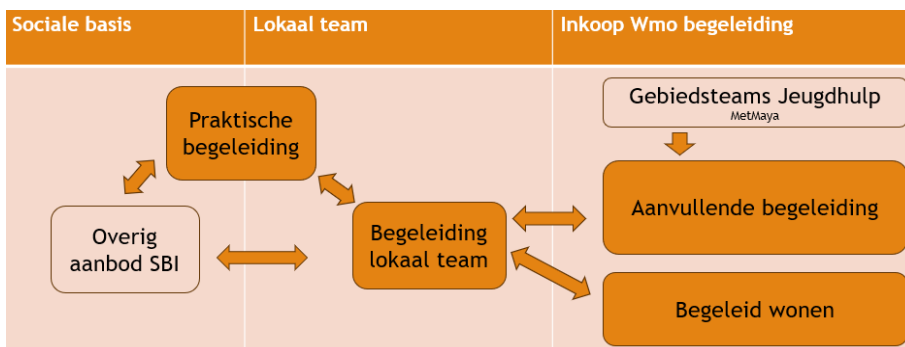 Sociale basis
Lokaal team
Inkoop Wmo begeleiding
Praktische
begeleiding
Overig
aanbod SBI
Begeleiding
lokaal team
Gebiedsteams Jeugdhulp
MetMaya
Aanvullende begeleiding
Begeleid wonen